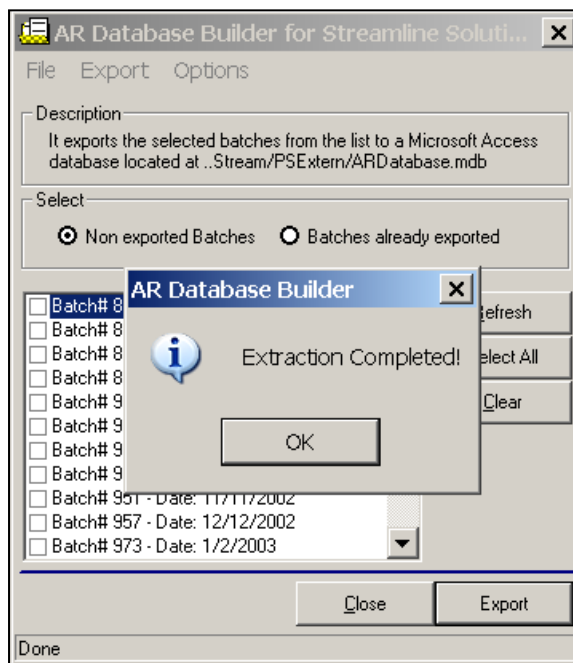 AR Database Builder for Streamline Soluti...
File Export Options
Description
It exports the selected batches from the list to a Microsoft Access
database located at ..Stream/PSExtern/ARDatabase.mdb
Select
Non exported Batches Batches already exported
AR Database Builder
Extraction Completed!
OK
Batch# 8
Batch# 8
Batch# 8
Batch# 8
Batch# 9
Batch# 9
Batch# 9
Batch# 9
Batch# 951 - Date: 11/11/2002
Batch# 957 - Date: 12/12/2002
Batch# 973 - Date: 1/2/2003
efresh
elect All
Clear
Close Export
Done